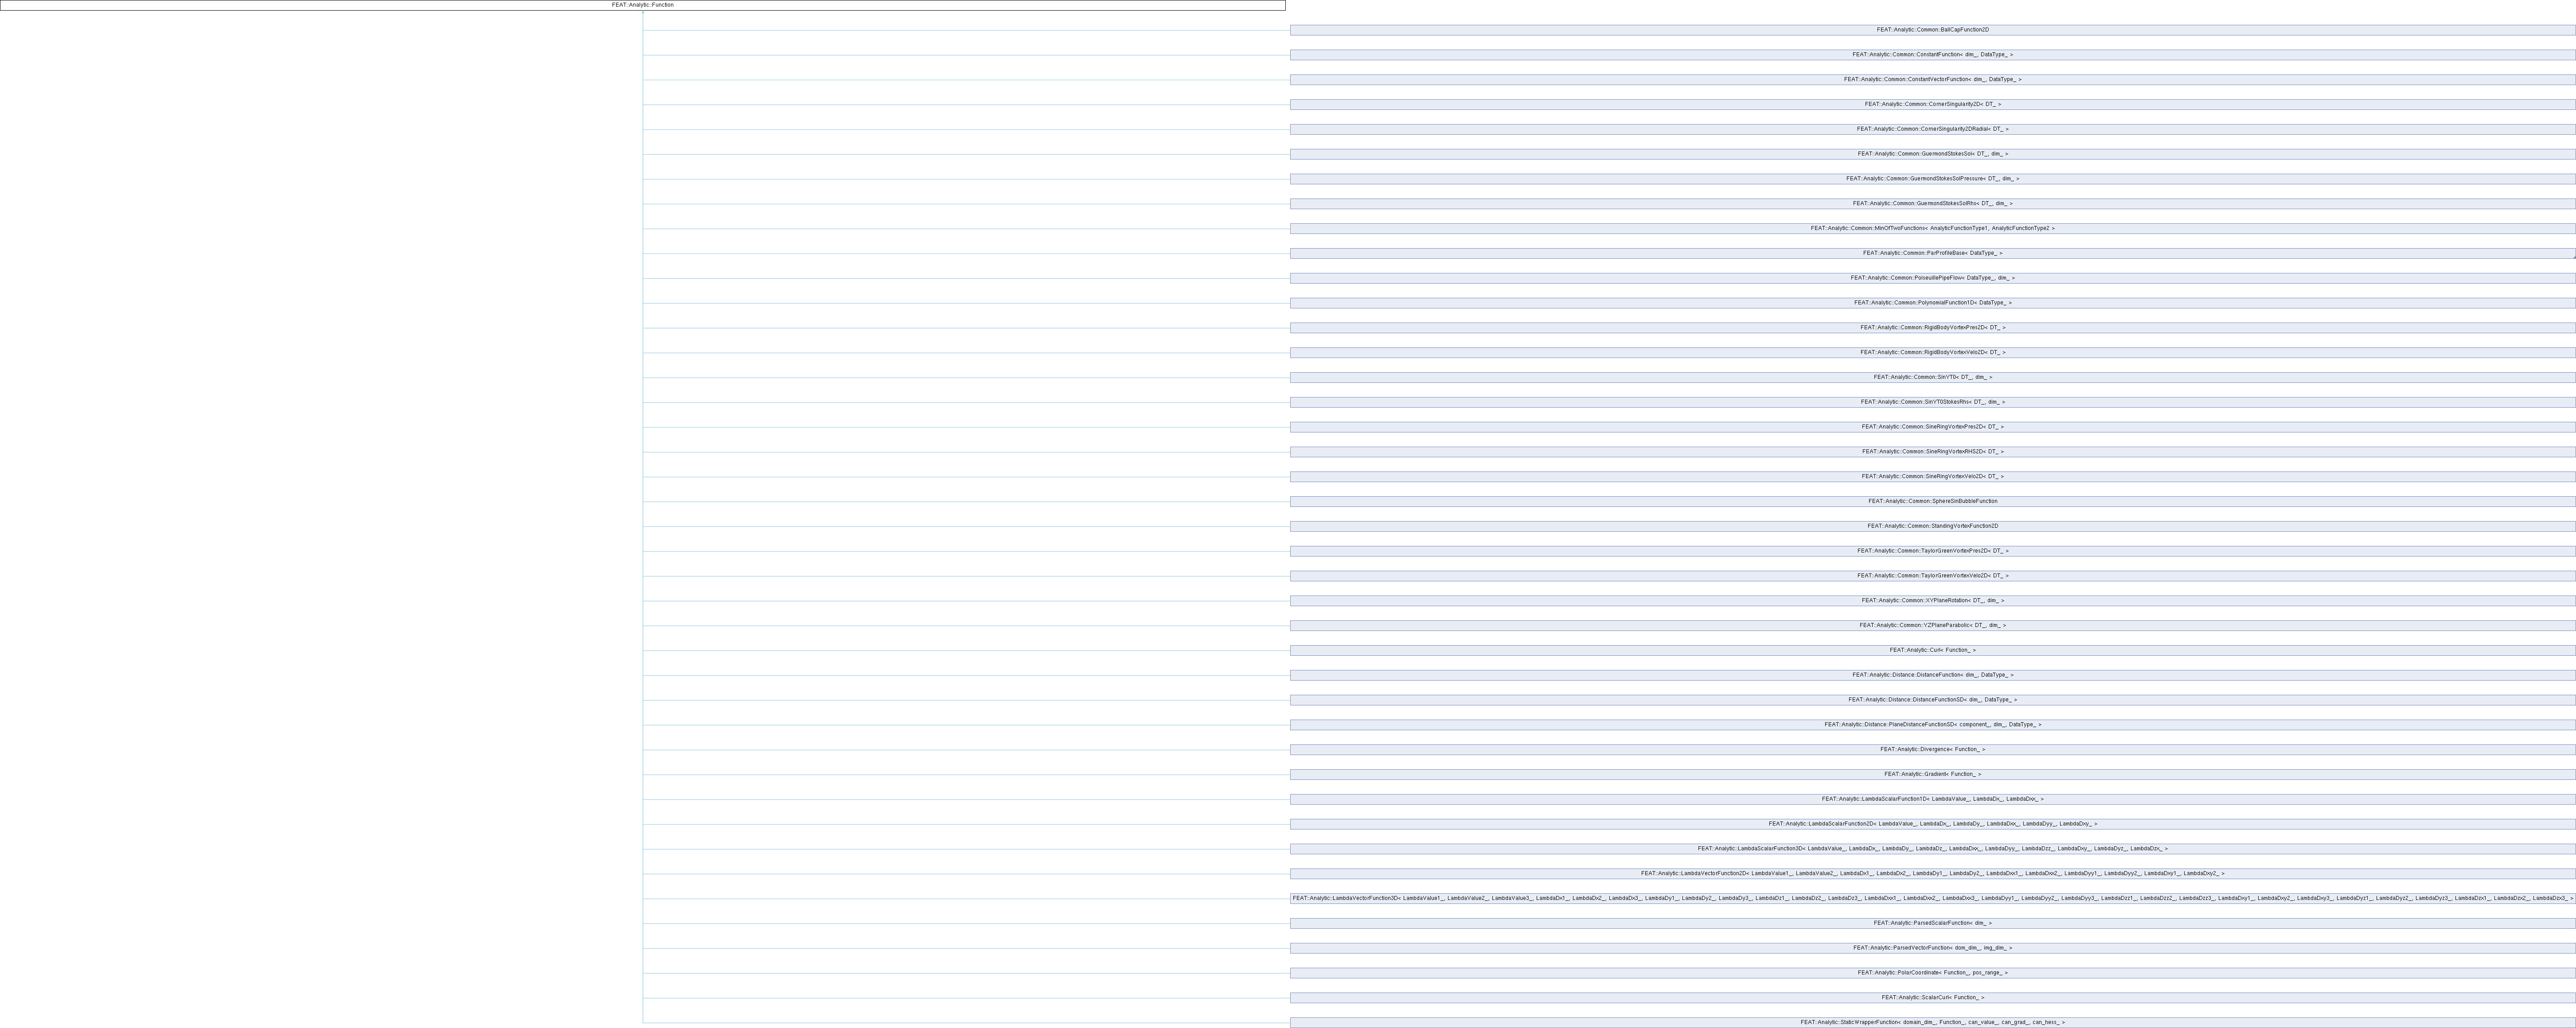 FEAT::Analytic::Function
FEAT::Analytic::Common::BallCapFunction2D
FEAT::Analytic::Common::ConstantFunction< dim_, DataType_ >
FEAT::Analytic::Common::ConstantVectorFunction< dim_, DataType_ >
FEAT::Analytic::Common::CornerSingularity2D< DT_ >
FEAT::Analytic::Common::CornerSingularity2DRadial< DT_ >
FEAT::Analytic::Common::GuermondStokesSol< DT_, dim_ >
FEAT::Analytic::Common::GuermondStokesSolPressure< DT_, dim_ >
FEAT::Analytic::Common::GuermondStokesSolRhs< DT_, dim_ >
FEAT::Analytic::Common::MinOfTwoFunctions< AnalyticFunctionType1, AnalyticFunctionType2 >
FEAT::Analytic::Common::ParProfileBase< DataType_ >
FEAT::Analytic::Common::PoiseuillePipeFlow< DataType_, dim_ >
FEAT::Analytic::Common::PolynomialFunction1D< DataType_ >
FEAT::Analytic::Common::RigidBodyVortexPres2D< DT_ >
FEAT::Analytic::Common::RigidBodyVortexVelo2D< DT_ >
FEAT::Analytic::Common::SinYT0< DT_, dim_ >
FEAT::Analytic::Common::SinYT0StokesRhs< DT_, dim_ >
FEAT::Analytic::Common::SineRingVortexPres2D< DT_ >
FEAT::Analytic::Common::SineRingVortexRHS2D< DT_ >
FEAT::Analytic::Common::SineRingVortexVelo2D< DT_ >
FEAT::Analytic::Common::SphereSinBubbleFunction
FEAT::Analytic::Common::StandingVortexFunction2D
FEAT::Analytic::Common::TaylorGreenVortexPres2D< DT_ >
FEAT::Analytic::Common::TaylorGreenVortexVelo2D< DT_ >
FEAT::Analytic::Common::XYPlaneRotation< DT_, dim_ >
FEAT::Analytic::Common::YZPlaneParabolic< DT_, dim_ >
FEAT::Analytic::Curl< Function_ >
FEAT::Analytic::Distance::DistanceFunction< dim_, DataType_ >
FEAT::Analytic::Distance::DistanceFunctionSD< dim_, DataType_ >
FEAT::Analytic::Distance::PlaneDistanceFunctionSD< component_, dim_, DataType_ >
FEAT::Analytic::Divergence< Function_ >
FEAT::Analytic::Gradient< Function_ >
FEAT::Analytic::LambdaScalarFunction1D< LambdaValue_, LambdaDx_, LambdaDxx_ >
FEAT::Analytic::LambdaScalarFunction2D< LambdaValue_, LambdaDx_, LambdaDy_, LambdaDxx_, LambdaDyy_, LambdaDxy_ >
FEAT::Analytic::LambdaScalarFunction3D< LambdaValue_, LambdaDx_, LambdaDy_, LambdaDz_, LambdaDxx_, LambdaDyy_, LambdaDzz_, LambdaDxy_, LambdaDyz_, LambdaDzx_ >
FEAT::Analytic::LambdaVectorFunction2D< LambdaValue1_, LambdaValue2_, LambdaDx1_, LambdaDx2_, LambdaDy1_, LambdaDy2_, LambdaDxx1_, LambdaDxx2_, LambdaDyy1_, LambdaDyy2_, LambdaDxy1_, LambdaDxy2_ >
FEAT::Analytic::LambdaVectorFunction3D< LambdaValue1_, LambdaValue2_, LambdaValue3_, LambdaDx1_, LambdaDx2_, LambdaDx3_, LambdaDy1_, LambdaDy2_, LambdaDy3_, LambdaDz1_, LambdaDz2_, LambdaDz3_, LambdaDxx1_, LambdaDxx2_, LambdaDxx3_, LambdaDyy1_, LambdaDyy2_, LambdaDyy3_, LambdaDzz1_, LambdaDzz2_, LambdaDzz3_, LambdaDxy1_, LambdaDxy2_, LambdaDxy3_, LambdaDyz1_, LambdaDyz2_, LambdaDyz3_, LambdaDzx1_, LambdaDzx2_, LambdaDzx3_ >
FEAT::Analytic::ParsedScalarFunction< dim_ >
FEAT::Analytic::ParsedVectorFunction< dom_dim_, img_dim_ >
FEAT::Analytic::PolarCoordinate< Function_, pos_range_ >
FEAT::Analytic::ScalarCurl< Function_ >
FEAT::Analytic::StaticWrapperFunction< domain_dim_, Function_, can_value_, can_grad_, can_hess_ >